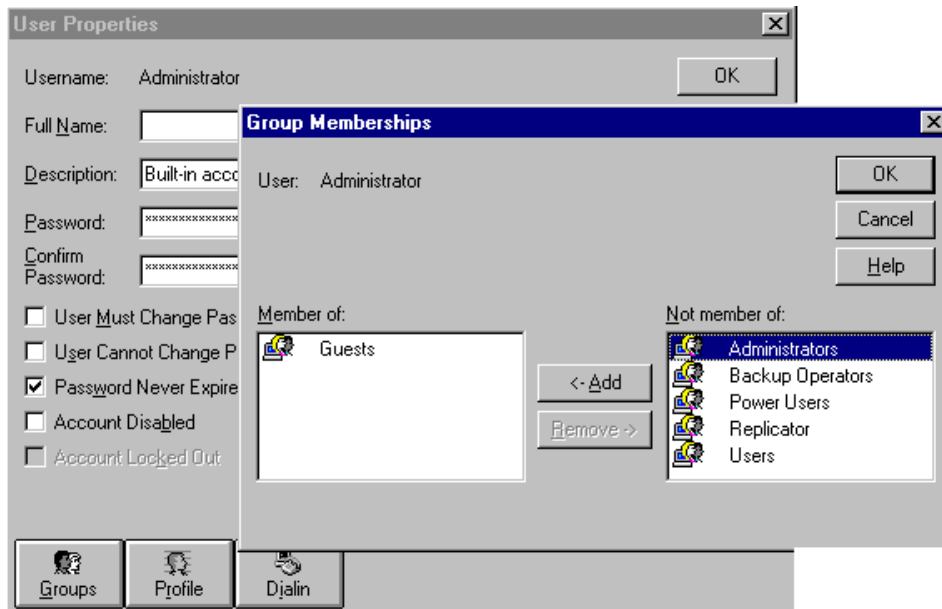 User Properties
Username: Administrator
OK
Full Name:
Group Memberships
Description: Built-in acco
User: Administrator
OK
Password: xxxxxxxxxxxxxx
Cancel
Confirm Password: xxxxxxxxxxxxxx
Help
User Must Change Pas
User Cannot Change P
Password Never Expire
Account Disabled
Account Locked Out
Member of:
Guests
<- Add
Remove ->
Not member of:
Administrators
Backup Operators
Power Users
Replicator
Users
Groups
Profile
Dialin